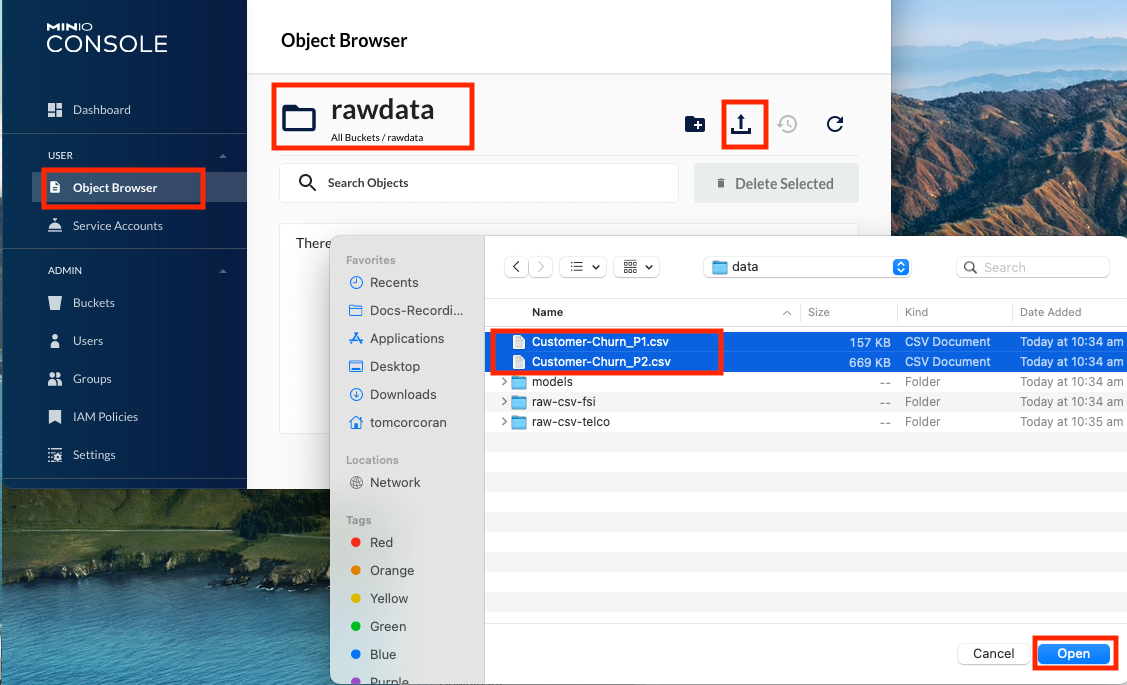 MINIO
CONSOLE
Dashboard
USER
Object Browser
Service Accounts
ADMIN
Buckets
Users
Groups
IAM Policies
Settings
Object Browser
rawdata
All Buckets / rawdata
Search Objects
Delete Selected
There
Favorites
Recents
Docs-Recordi...
Applications
Desktop
Downloads
tomcorcoran
Locations
Network
Tags
Red
Orange
Yellow
Green
Blue
Purple
data
Search
Name Size Kind Date Added
Customer-Churn_P1.csv 157 KB CSV Document Today at 10:34 am
Customer-Churn_P2.csv 669 KB CSV Document Today at 10:34 am
models -- Folder Today at 10:34 am
raw-csv-fsi -- Folder Today at 10:34 am
raw-csv-telco -- Folder Today at 10:35 am
Cancel Open